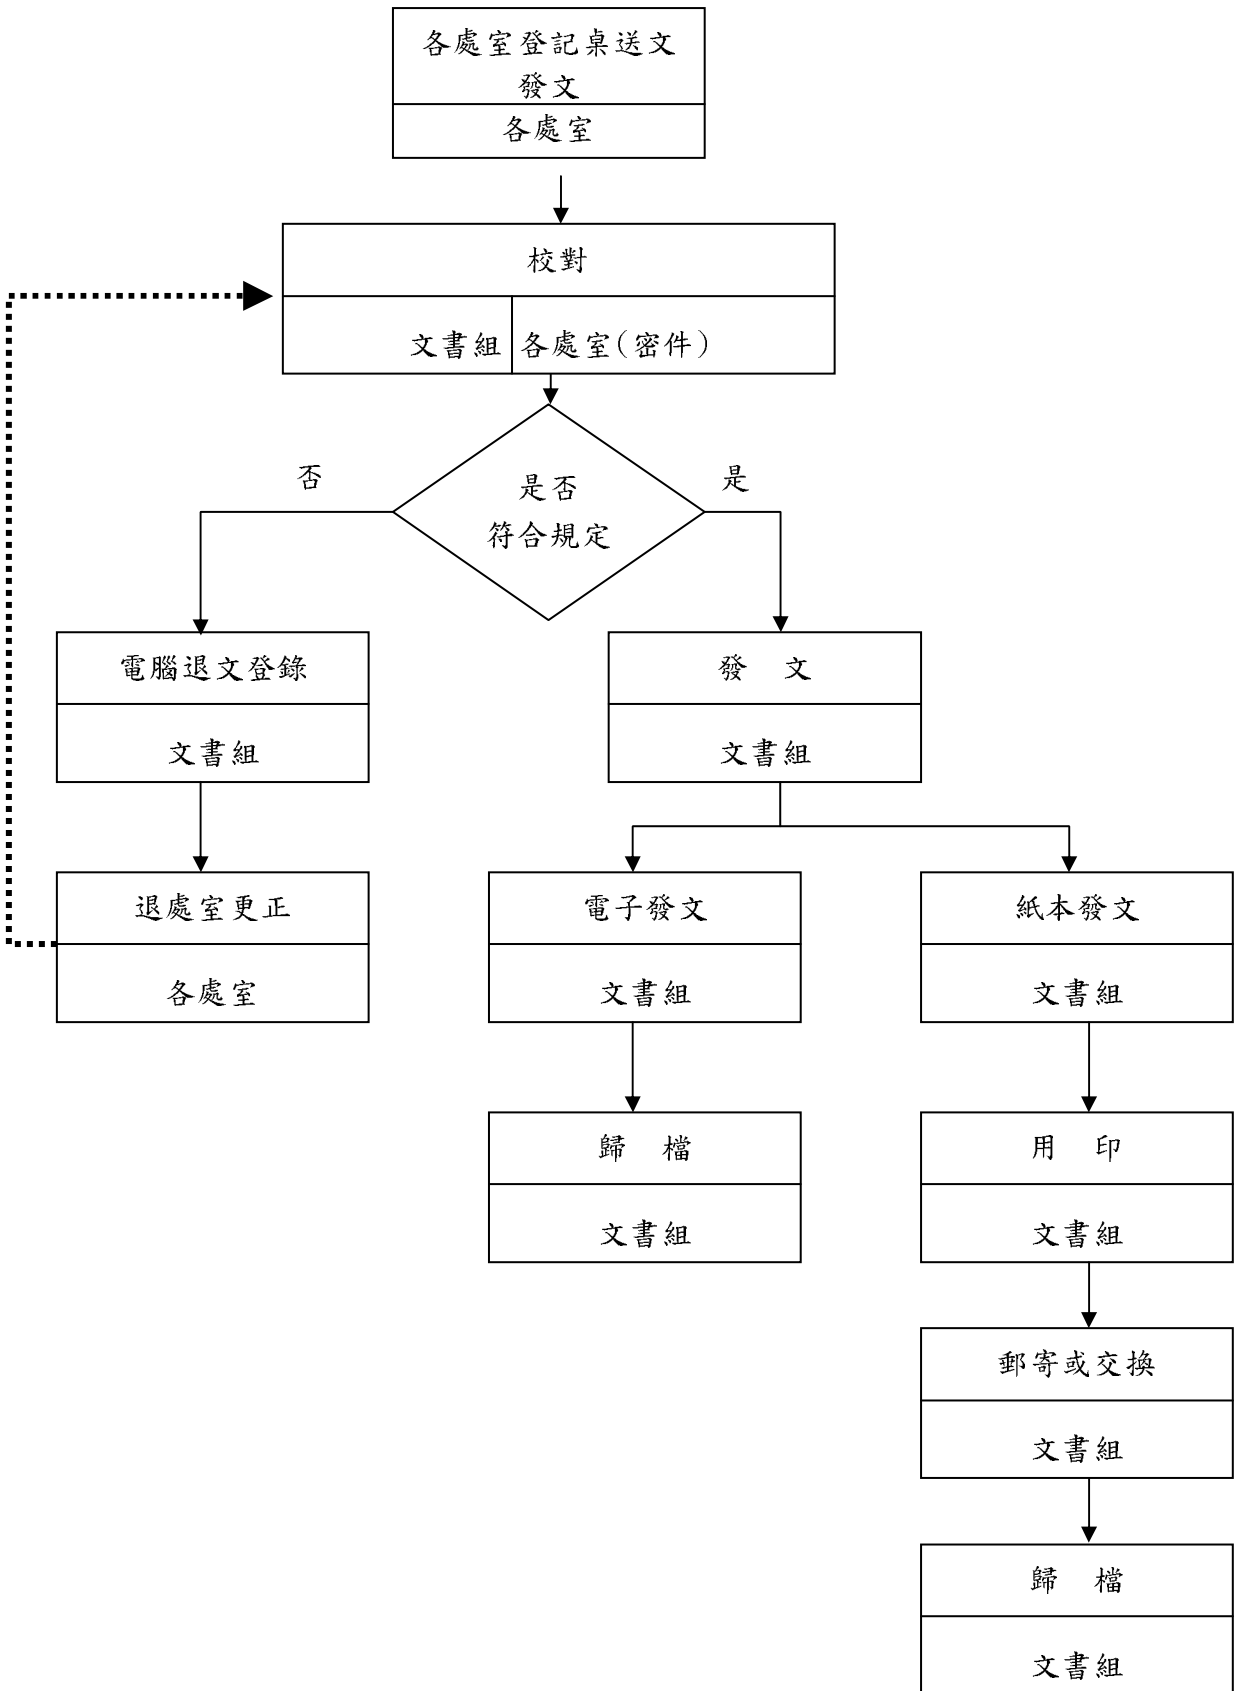 各處室登記桌送文
發文
各處室
校對
文書組
各處室(密件)
否
是
是否
符合規定
電腦退文登錄
文書組
發 文
文書組
退處室更正
各處室
電子發文
文書組
紙本發文
文書組
歸 檔
文書組
用 印
文書組
郵寄或交換
文書組
歸 檔
文書組